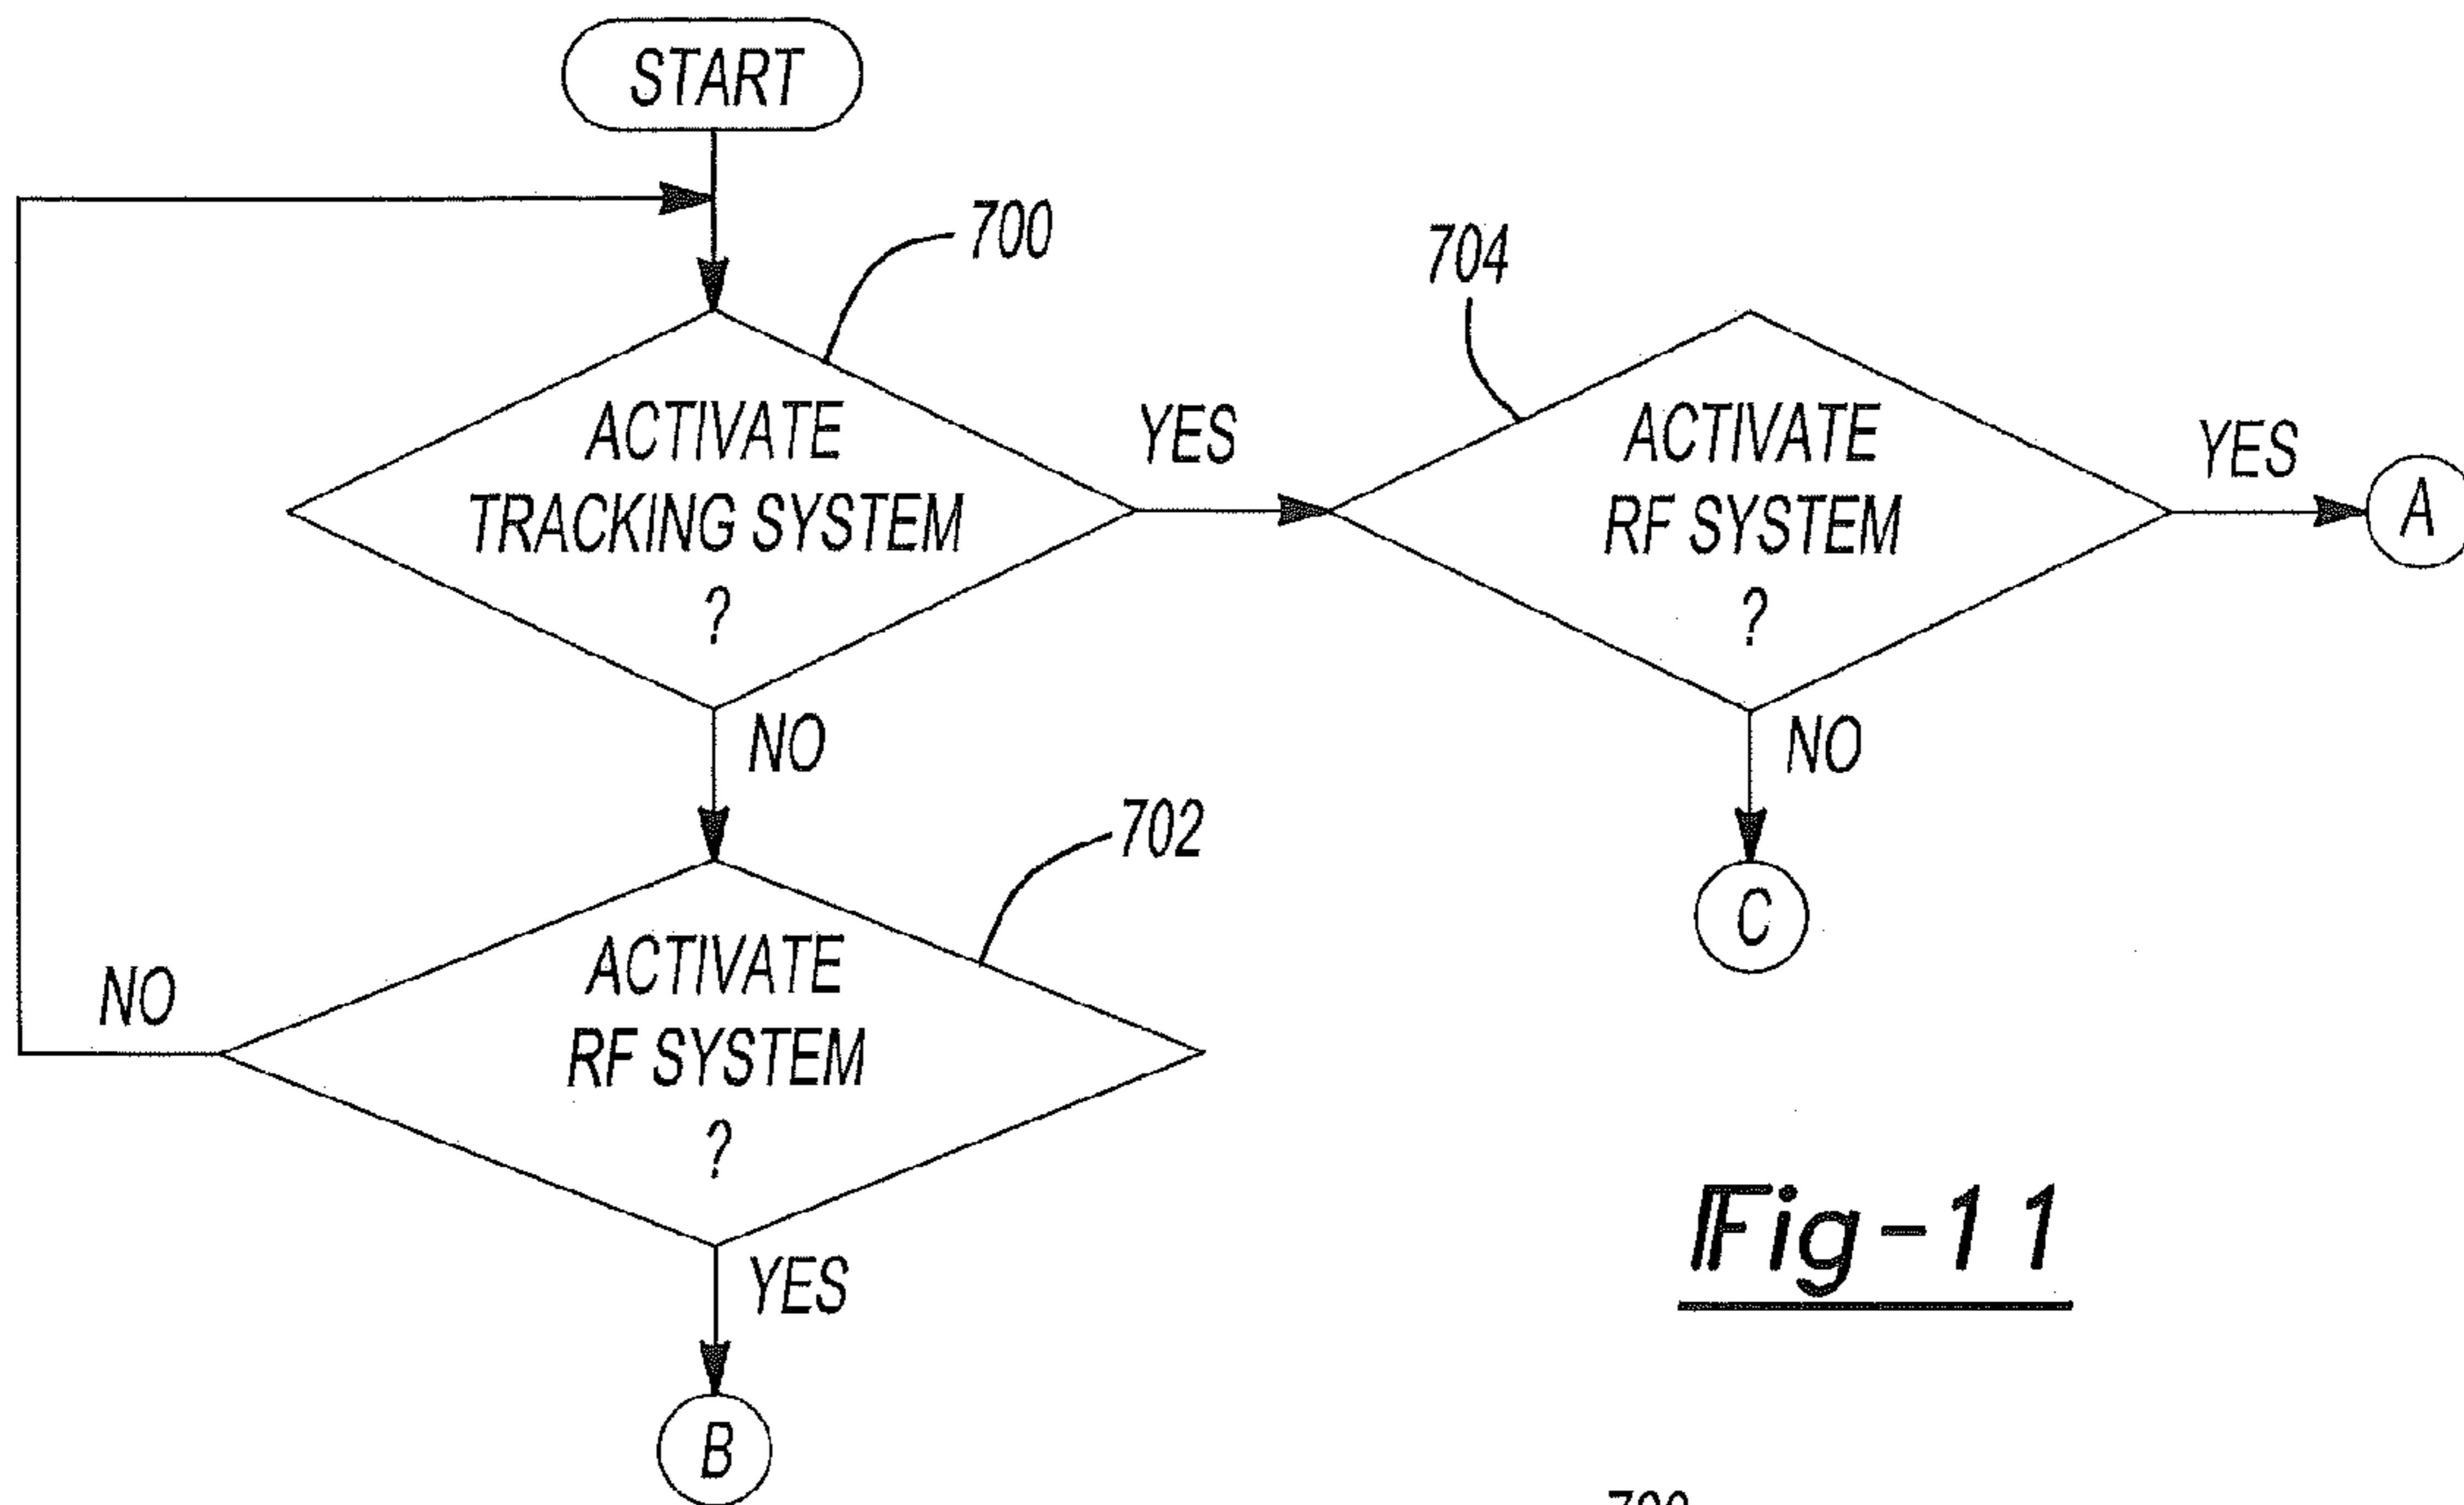 START
700
704
ACTIVATE
TRACKING SYSTEM
?
YES
ACTIVATE
RF SYSTEM
?
YES
A
NO
NO
C
702
ACTIVATE
RF SYSTEM
?
NO
YES
B
Fig-11